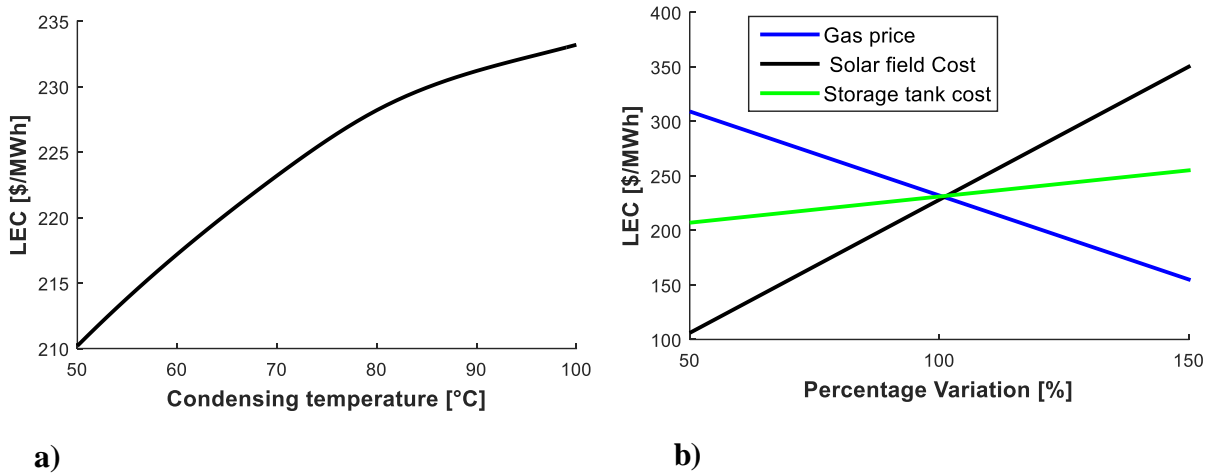 235
230
225
220
215
210
LEC [$/MWh]
50 60 70 80 90 100
Condensing temperature [°C]
a)
400
350
300
250
200
150
100
LEC [$/MWh]
Gas price
Solar field Cost
Storage tank cost
50 100 150
Percentage Variation [%]
b)